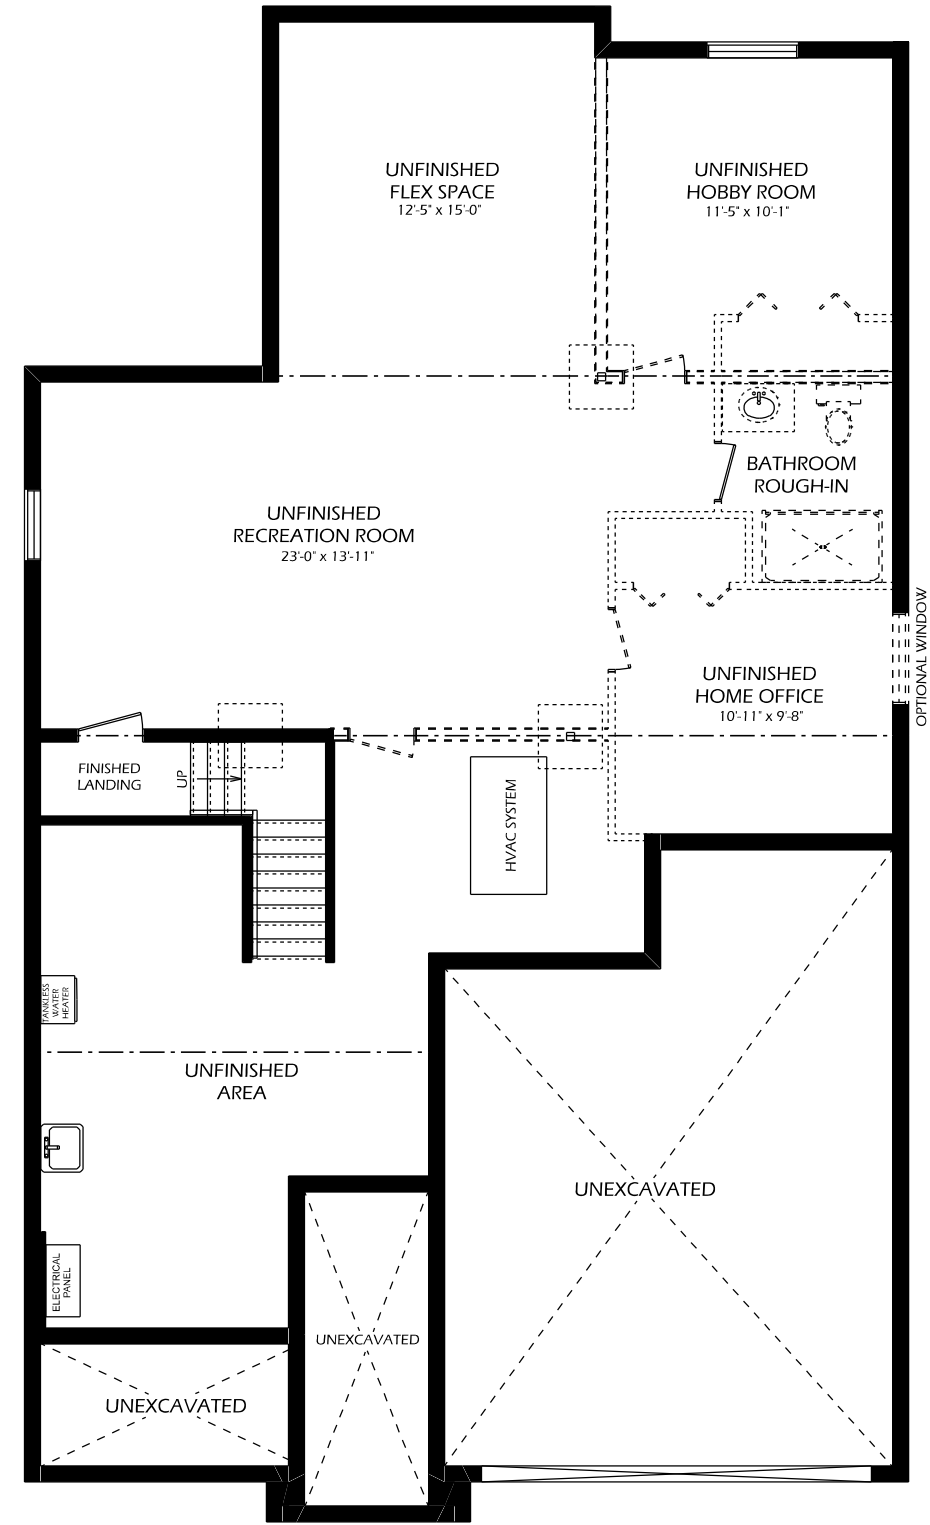 UNFINISHED
FLEX SPACE
12'-5" x 15'-0"
UNFINISHED
HOBBY ROOM
11'-5" x 10'-1"
BATHROOM
ROUGH-IN
UNFINISHED
RECREATION ROOM
23'-0" x 13'-11"
OPTIONAL WINDOW
UNFINISHED
HOME OFFICE
10'-11" x 9'-8"
FINISHED
LANDING
UP
HVAC SYSTEM
TANKLESS
WATER
HEATER
UNFINISHED
AREA
UNEXCAVATED
ELECTRICAL
PANEL
UNEXCAVATED
UNEXCAVATED